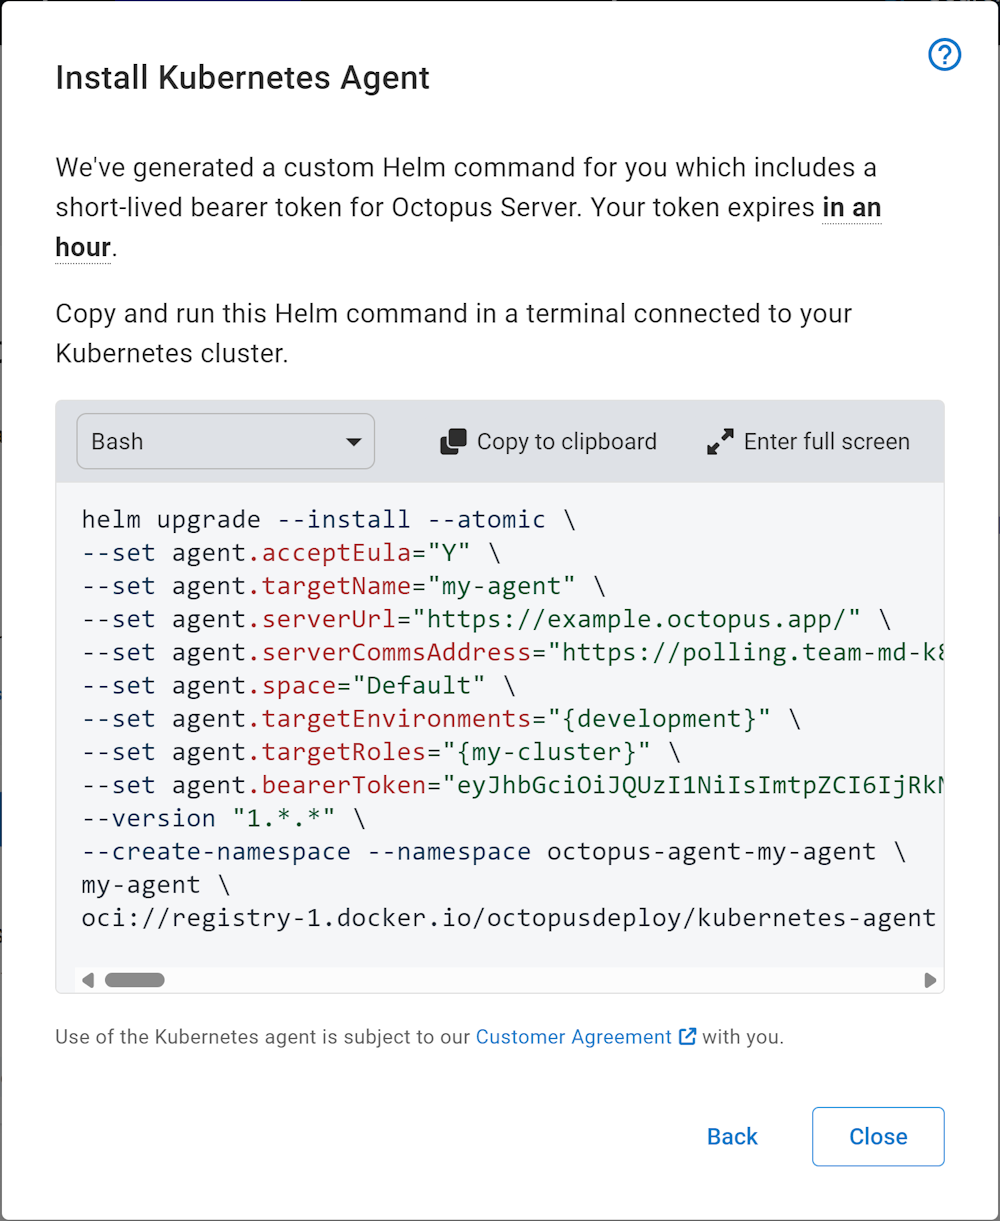 Install Kubernetes Agent
We've generated a custom Helm command for you which includes a
short-lived bearer token for Octopus Server. Your token expires in an
hour.
Copy and run this Helm command in a terminal connected to your
Kubernetes cluster.
Bash
Copy to clipboard
Enter full screen
helm upgrade --install --atomic \
--set agent.acceptEula="Y" \
--set agent.targetName="my-agent" \
--set agent.serverUrl="https://example.octopus.app/" \
--set agent.serverCommsAddress="https://polling.team-md-k8
--set agent.space="Default" \
--set agent.targetEnvironments="{development}" \
--set agent.targetRoles="{my-cluster}" \
--set agent.bearerToken="eyJhbGciOiJQUzI1NiIsImtpZCI6IjRk
--version "1.*.*" \
--create-namespace --namespace octopus-agent-my-agent \
my-agent \
oci://registry-1.docker.io/octopusdeploy/kubernetes-agent
Use of the Kubernetes agent is subject to our Customer Agreement with you.
Back
Close